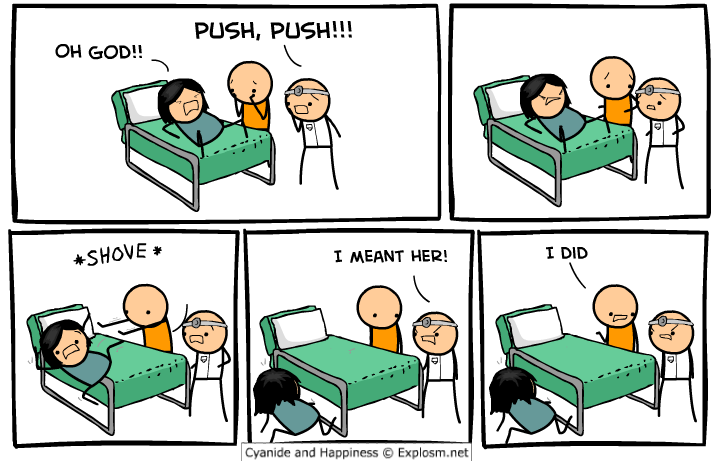 OH GOD!!
PUSH, PUSH!!!
*SHOVE*
I MEANT HER!
I DID
Cyanide and Happiness © Explosm.net